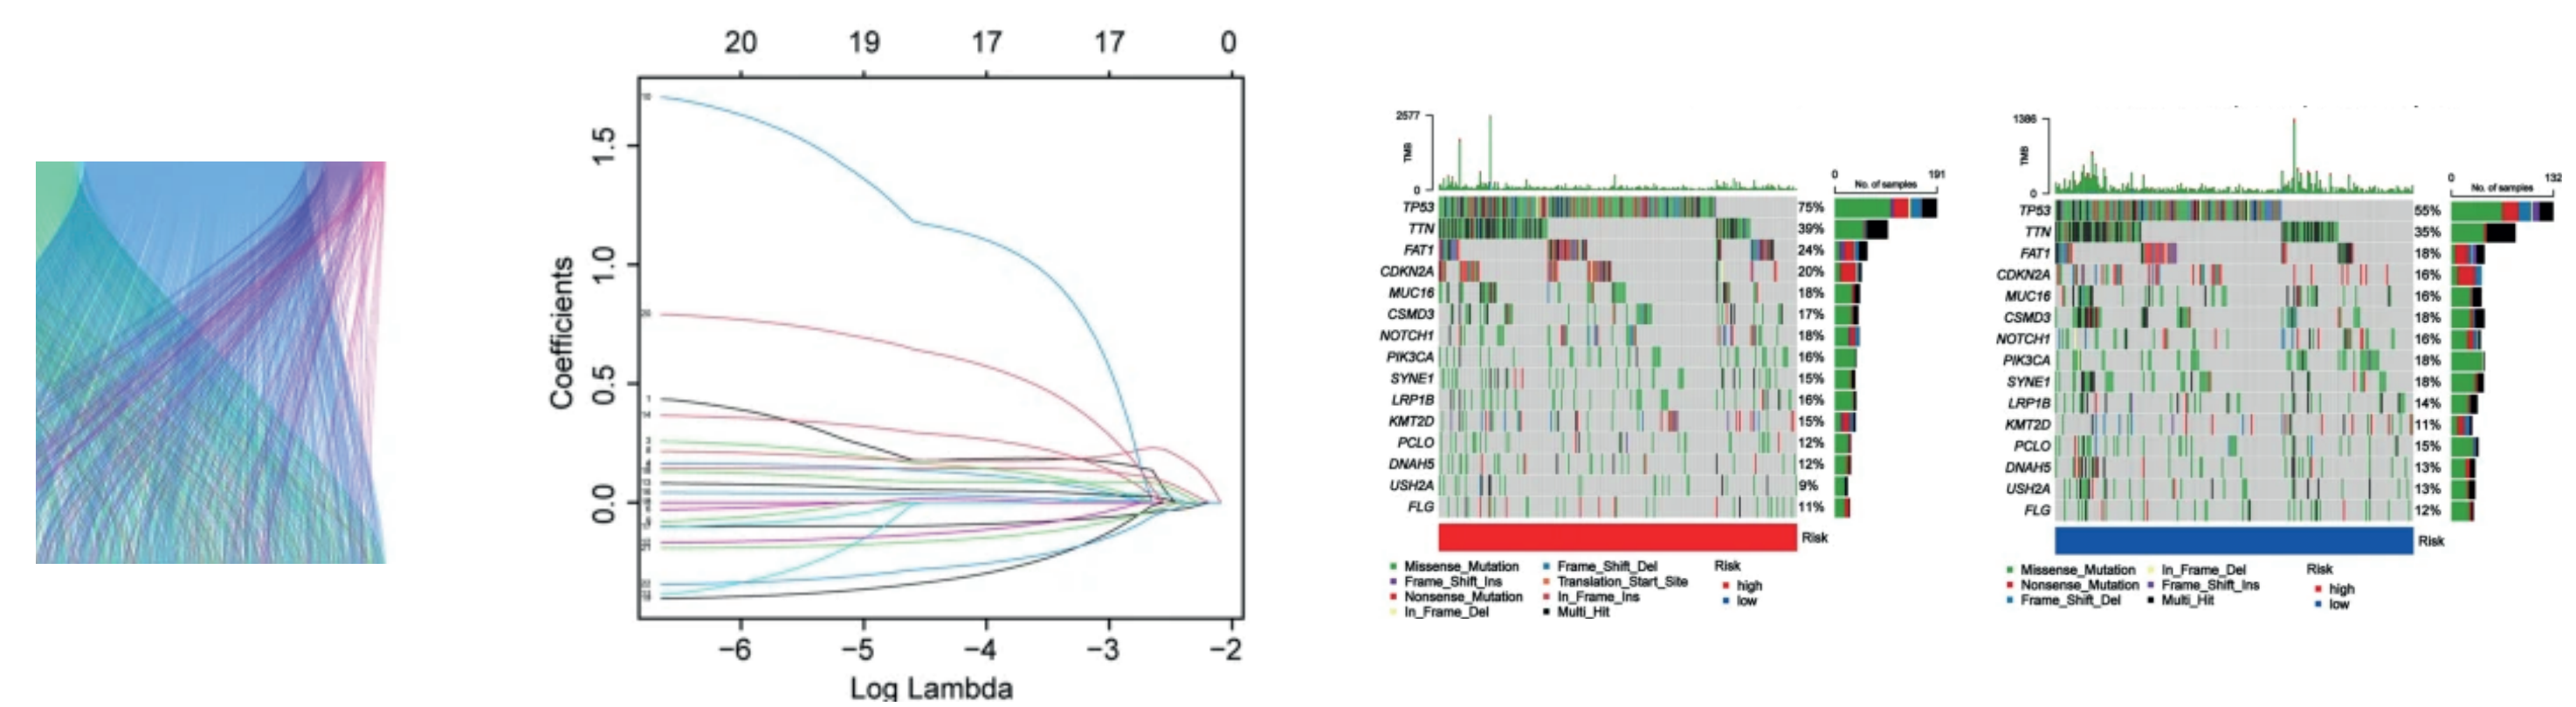 20 19 17 17 0
1.5
1.0
0.5
0.0
Coefficients
−6 −5 −4 −3 −2
Log Lambda
2577
TMB
0
0 191
No. of samples
TP53 75%
TTN 39%
FAT1 24%
CDKN2A 20%
MUC16 18%
CSMD3 17%
NOTCH1 18%
PIK3CA 16%
SYNE1 15%
LRP1B 16%
KMT2D 15%
PCLO 12%
DNAH5 12%
USH2A 9%
FLG 11%
Risk
Missense_Mutation Frame_Shift_Del Risk
Frame_Shift_Ins Translation_Start_Site high
Nonsense_Mutation In_Frame_Ins low
In_Frame_Del Multi_Hit
1386
TMB
0
0 132
No. of samples
TP53 55%
TTN 35%
FAT1 18%
CDKN2A 16%
MUC16 16%
CSMD3 18%
NOTCH1 16%
PIK3CA 18%
SYNE1 18%
LRP1B 14%
KMT2D 11%
PCLO 15%
DNAH5 13%
USH2A 13%
FLG 12%
Risk
Missense_Mutation In_Frame_Del Risk
Nonsense_Mutation Frame_Shift_Ins high
Frame_Shift_Del Multi_Hit low